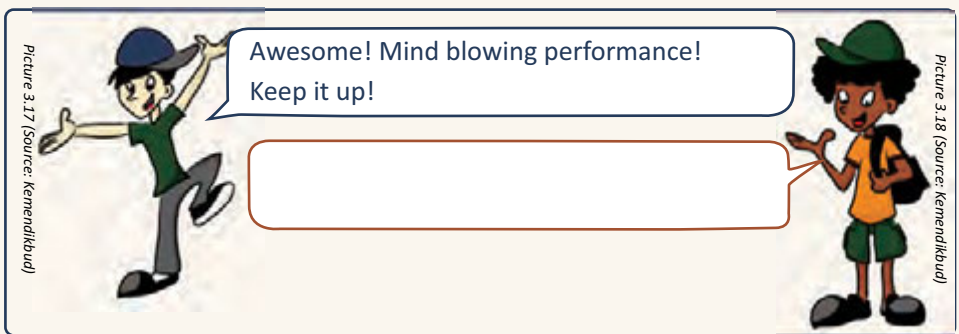 Picture 3.17 (Source: Kemendikbud)
Awesome! Mind blowing performance!
Keep it up!
Picture 3.18 (Source: Kemendikbud)